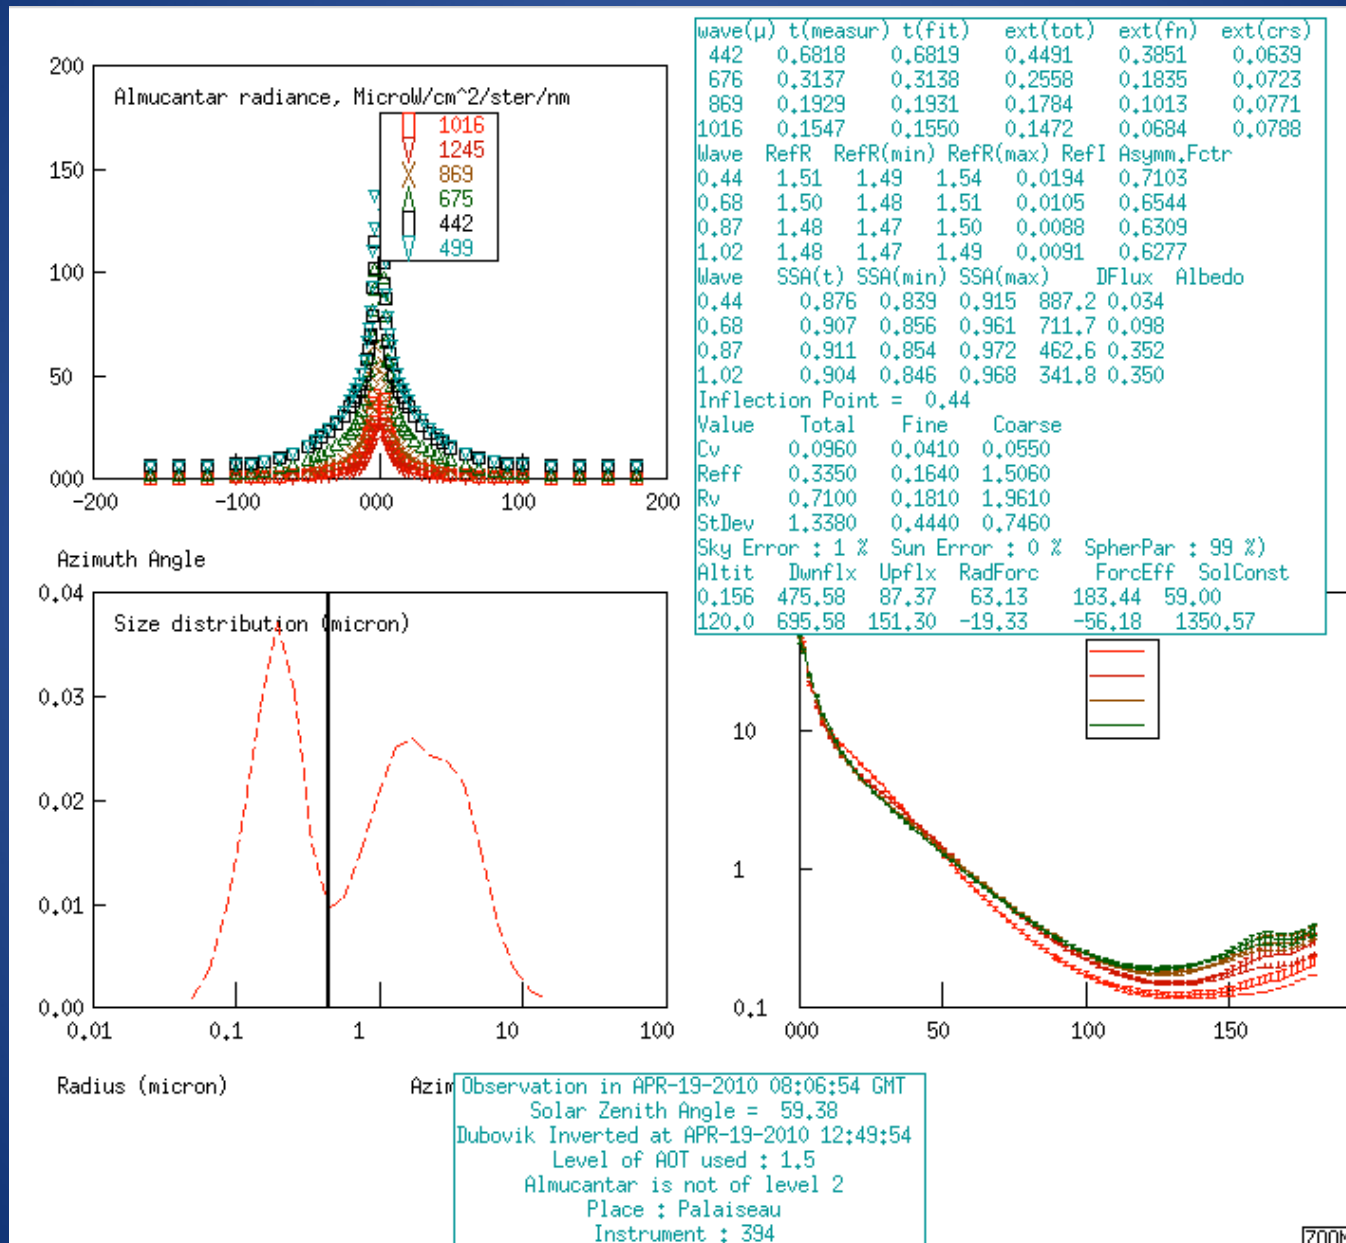 200
150
100
50
000
-200
-100
000
100
200
Almucantar radiance, MicroW/cm^2/ster/nm
1016
1245
869
675
442
499
Azimuth Angle
wave(µ) t(measur) t(fit) ext(tot) ext(fn) ext(crs)
442 0.6818 0.6819 0.4491 0.3851 0.0639
676 0.3137 0.3138 0.2558 0.1835 0.0723
869 0.1929 0.1931 0.1784 0.1013 0.0771
1016 0.1547 0.1550 0.1472 0.0684 0.0788
Wave RefR RefR(min) RefR(max) RefI Asymm.Fctr
0.44 1.51 1.49 1.54 0.0194 0.7103
0.68 1.50 1.48 1.51 0.0105 0.6544
0.87 1.48 1.47 1.50 0.0088 0.6309
1.02 1.48 1.47 1.49 0.0091 0.6277
Wave SSA(t) SSA(min) SSA(max) DFlux Albedo
0.44 0.876 0.839 0.915 887.2 0.034
0.68 0.907 0.856 0.961 711.7 0.098
0.87 0.911 0.854 0.972 462.6 0.352
1.02 0.904 0.846 0.968 341.8 0.350
Inflection Point = 0.44
Value Total Fine Coarse
Cv 0.0960 0.0410 0.0550
Reff 0.3350 0.1640 1.5060
Rv 0.7100 0.1810 1.9610
StDev 1.3380 0.4440 0.7460
Sky Error : 1 % Sun Error : 0 % SpherPar : 99 %)
Altit Dwnflx Upflx RadForc ForcEff SolConst
0.156 475.58 87.37 63.13 183.44 59.00
120.0 695.58 151.30 -19.33 -56.18 1350.57
0.04
0.03
0.02
0.01
0.00
0.01
0.1
1
10
100
Size distribution (micron)
Radius (micron)
10
1
0.1
000
50
100
150
Azim
Observation in APR-19-2010 08:06:54 GMT
Solar Zenith Angle = 59.38
Dubovik Inverted at APR-19-2010 12:49:54
Level of AOT used : 1.5
Almucantar is not of level 2
Place : Palaiseau
Instrument : 394
ZOOM